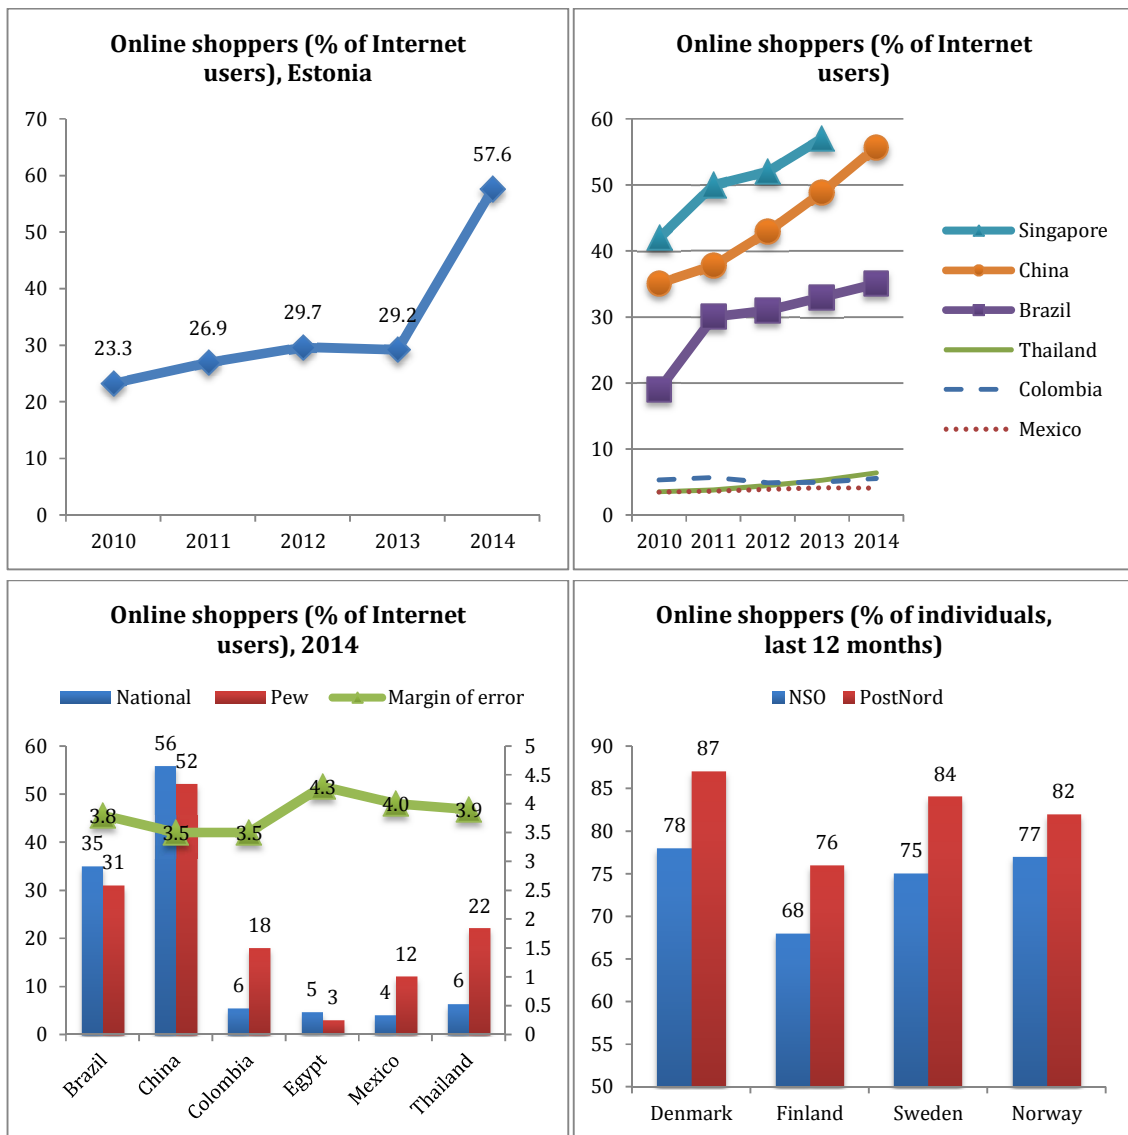 Online shoppers (% of Internet
users), Estonia
70
60
50
40
30
20
10
0
23.3
26.9
29.7
29.2
57.6
2010 2011 2012 2013 2014
Online shoppers (% of Internet
users)
60
50
40
30
20
10
0
2010 2011 2012 2013 2014
Singapore
China
Brazil
Thailand
Colombia
Mexico
Online shoppers (% of Internet
users), 2014
National Pew Margin of error
60
50
40
30
20
10
0
5
4.5
4
3.5
3
2.5
2
1.5
1
0.5
0
3.8 3.5 3.5 4.3 4.0 3.9
35 31
56 52
6 18
5 3
4 12
6 22
Brazil China Colombia Egypt Mexico Thailand
Online shoppers (% of individuals,
last 12 months)
NSO PostNord
90
85
80
75
70
65
60
55
50
78 87
68 76
75 84
77 82
Denmark Finland Sweden Norway